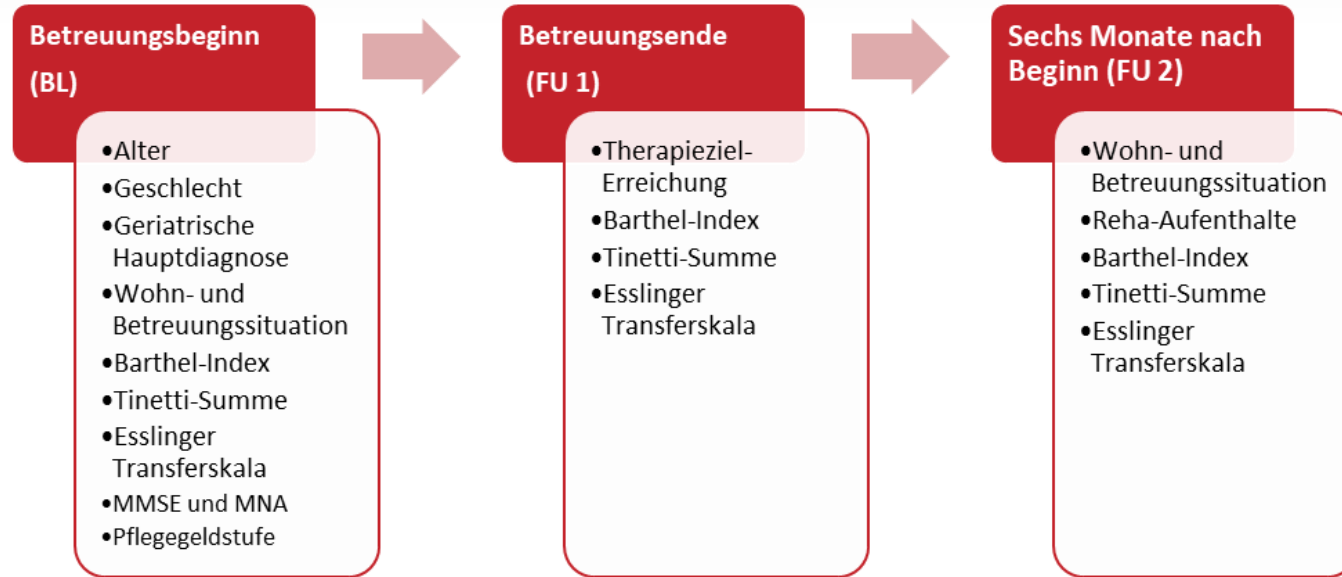 Betreuungsbeginn
(BL)
•Alter
•Geschlecht
•Geriatrische
Hauptdiagnose
•Wohn- und
Betreuungssituation
•Barthel-Index
•Tinetti-Summe
•Esslinger
Transferskala
•MMSE und MNA
•Pflegegeldstufe
Betreuungsende
(FU 1)
•Therapieziel-
Erreichung
•Barthel-Index
•Tinetti-Summe
•Esslinger
Transferskala
Sechs Monate nach
Beginn (FU 2)
•Wohn- und
Betreuungssituation
•Reha-Aufenthalte
•Barthel-Index
•Tinetti-Summe
•Esslinger
Transferskala